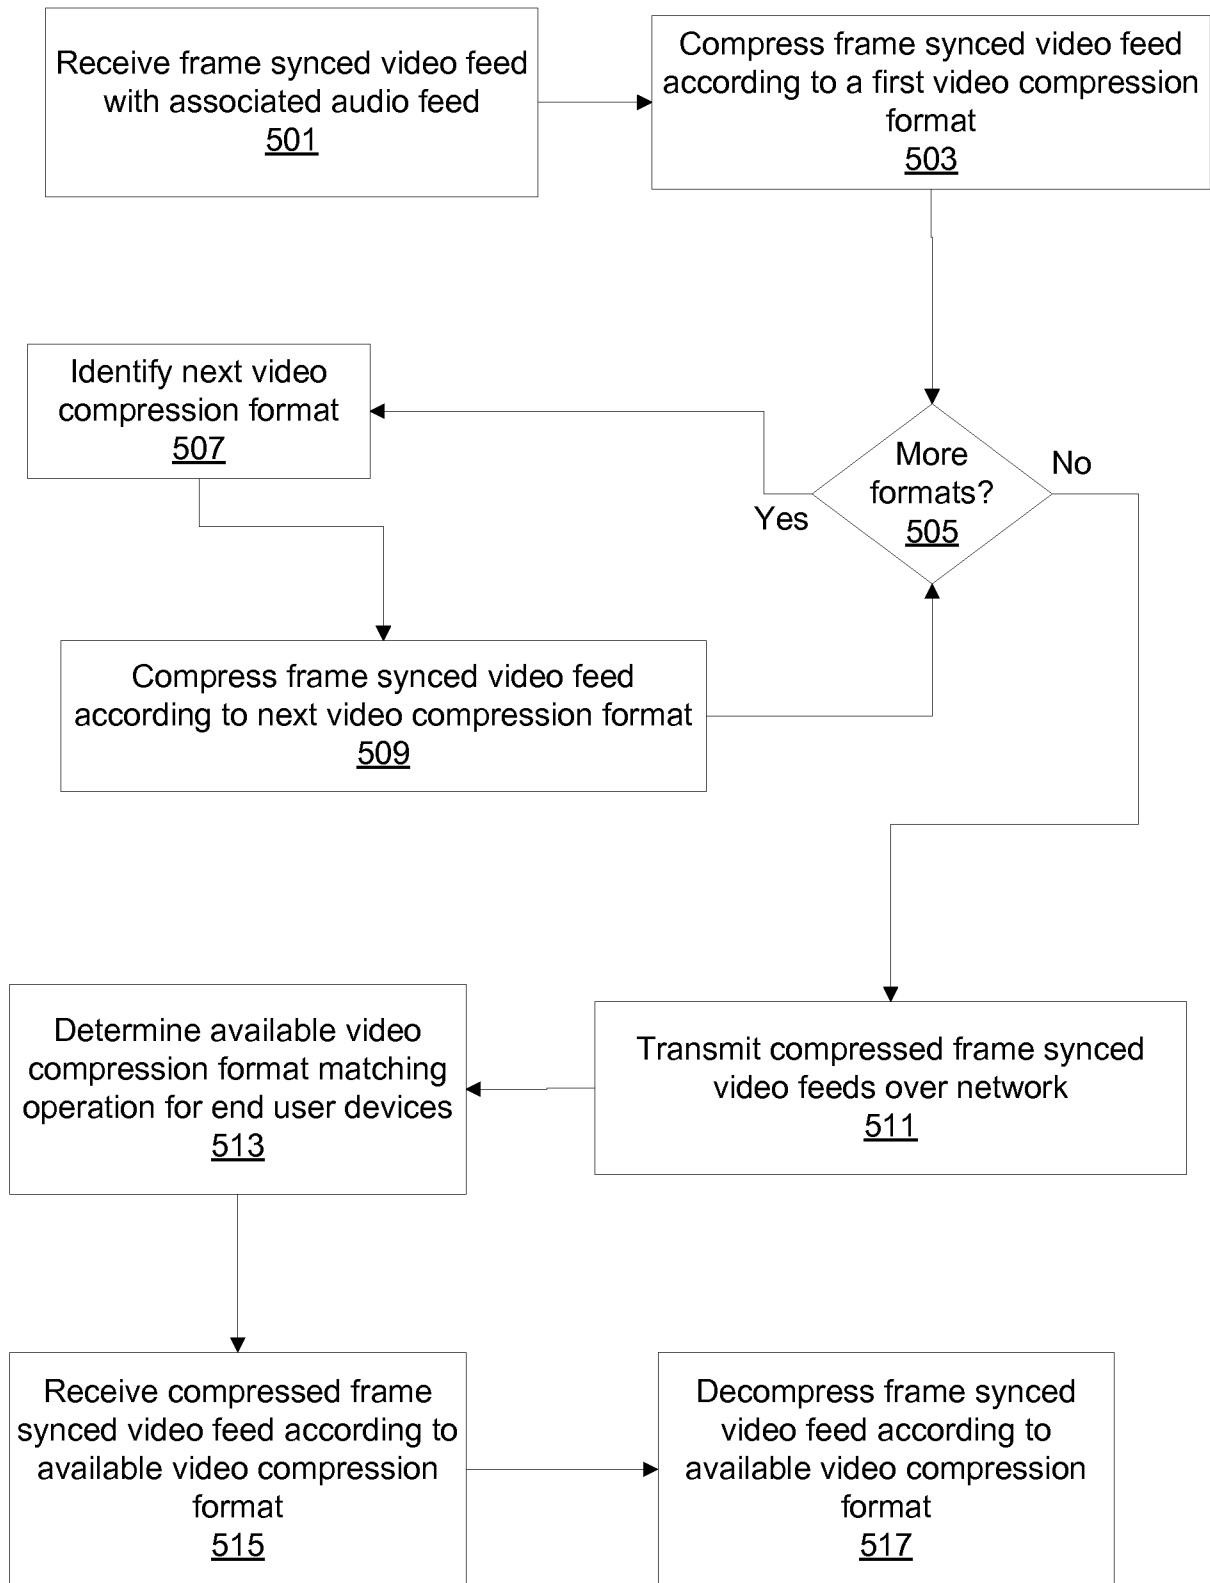 Receive frame synced video feed
with associated audio feed
501
Compress frame synced video feed
according to a first video compression
format
503
Identify next video
compression format
507
More
formats?
505
No
Yes
Compress frame synced video feed
according to next video compression format
509
Determine available video
compression format matching
operation for end user devices
513
Transmit compressed frame synced
video feeds over network
511
Receive compressed frame
synced video feed according to
available video compression
format
515
Decompress frame synced
video feed according to
available video compression
format
517